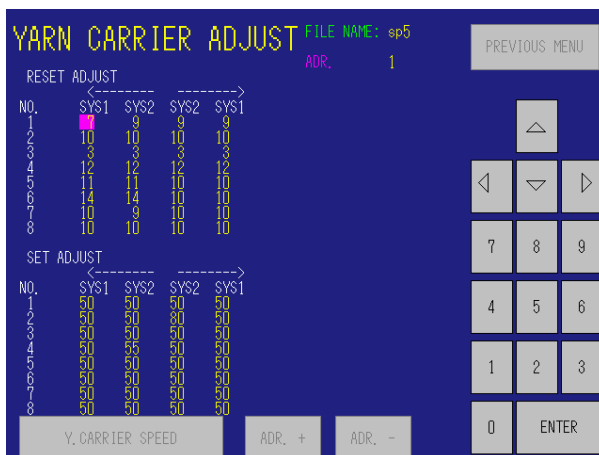 YARN CARRIER ADJUST FILE NAME: sp5
ADR. 1
PREVIOUS MENU
RESET ADJUST
<-------- -------->
NO. SYS1 SYS2 SYS2 SYS1
1 7 9 9 9
2 10 10 10 10
3 3 3 3 3
4 12 12 12 12
5 11 11 10 10
6 14 14 10 10
7 10 9 10 10
8 10 10 10 10
SET ADJUST
<-------- -------->
NO. SYS1 SYS2 SYS2 SYS1
1 50 50 50 50
2 50 50 80 50
3 50 50 50 50
4 50 55 50 50
5 50 50 50 50
6 50 50 50 50
7 50 50 50 50
8 50 50 50 50
7 8 9
4 5 6
1 2 3
0 ENTER
Y.CARRIER SPEED ADR. + ADR. -